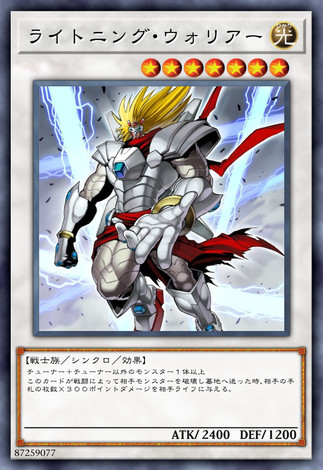 ライトニング・ウォリアー
光
【戦士族／シンクロ／効果】
チューナー＋チューナー以外のモンスター１体以上
このカードが戦闘によって相手モンスターを破壊し墓地へ送った時、相手の手
札の枚数×３００ポイントダメージを相手ライフに与える。
ATK/ 2400 DEF/1200
87259077